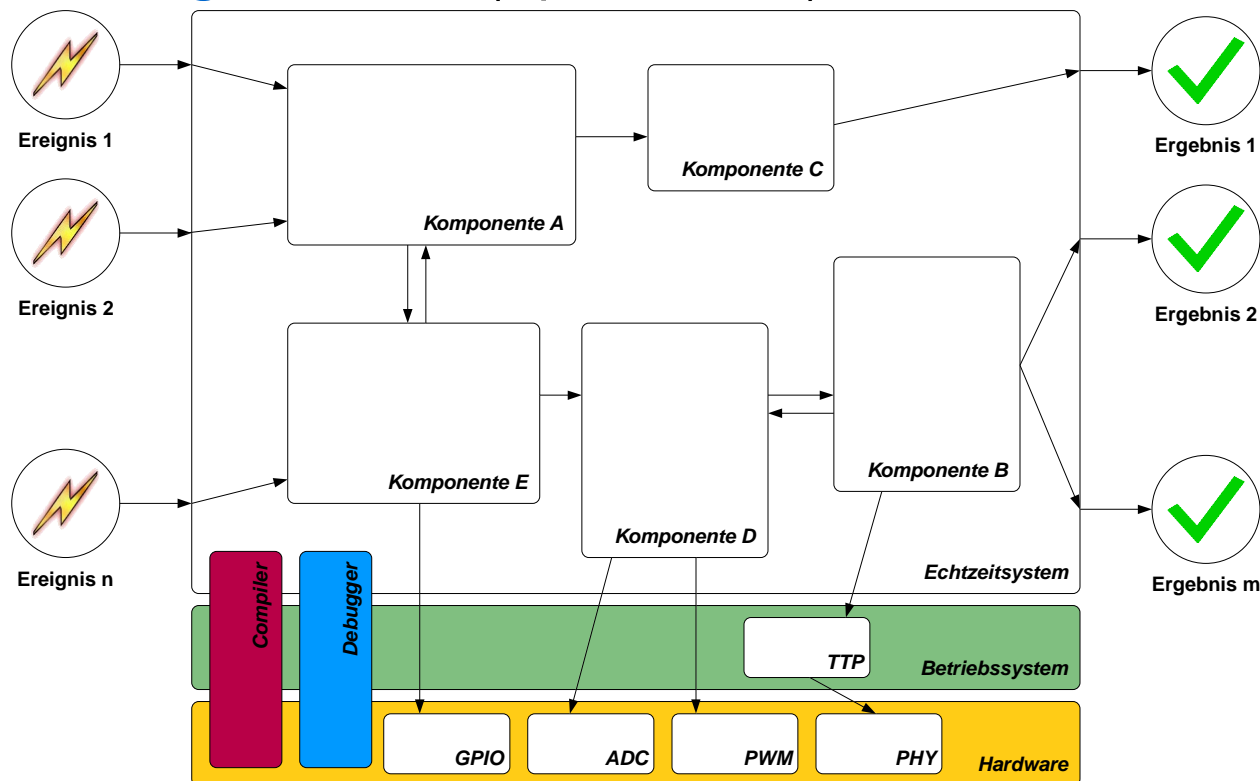 Ereignis 1
Ergebnis 1
Komponente C
Komponente A
Ereignis 2
Ergebnis 2
Komponente B
Komponente E
Komponente D
Ereignis n
Echtzeitsystem
Ergebnis m
Compiler
Debugger
TTP
Betriebssystem
GPIO
ADC
PWM
PHY
Hardware